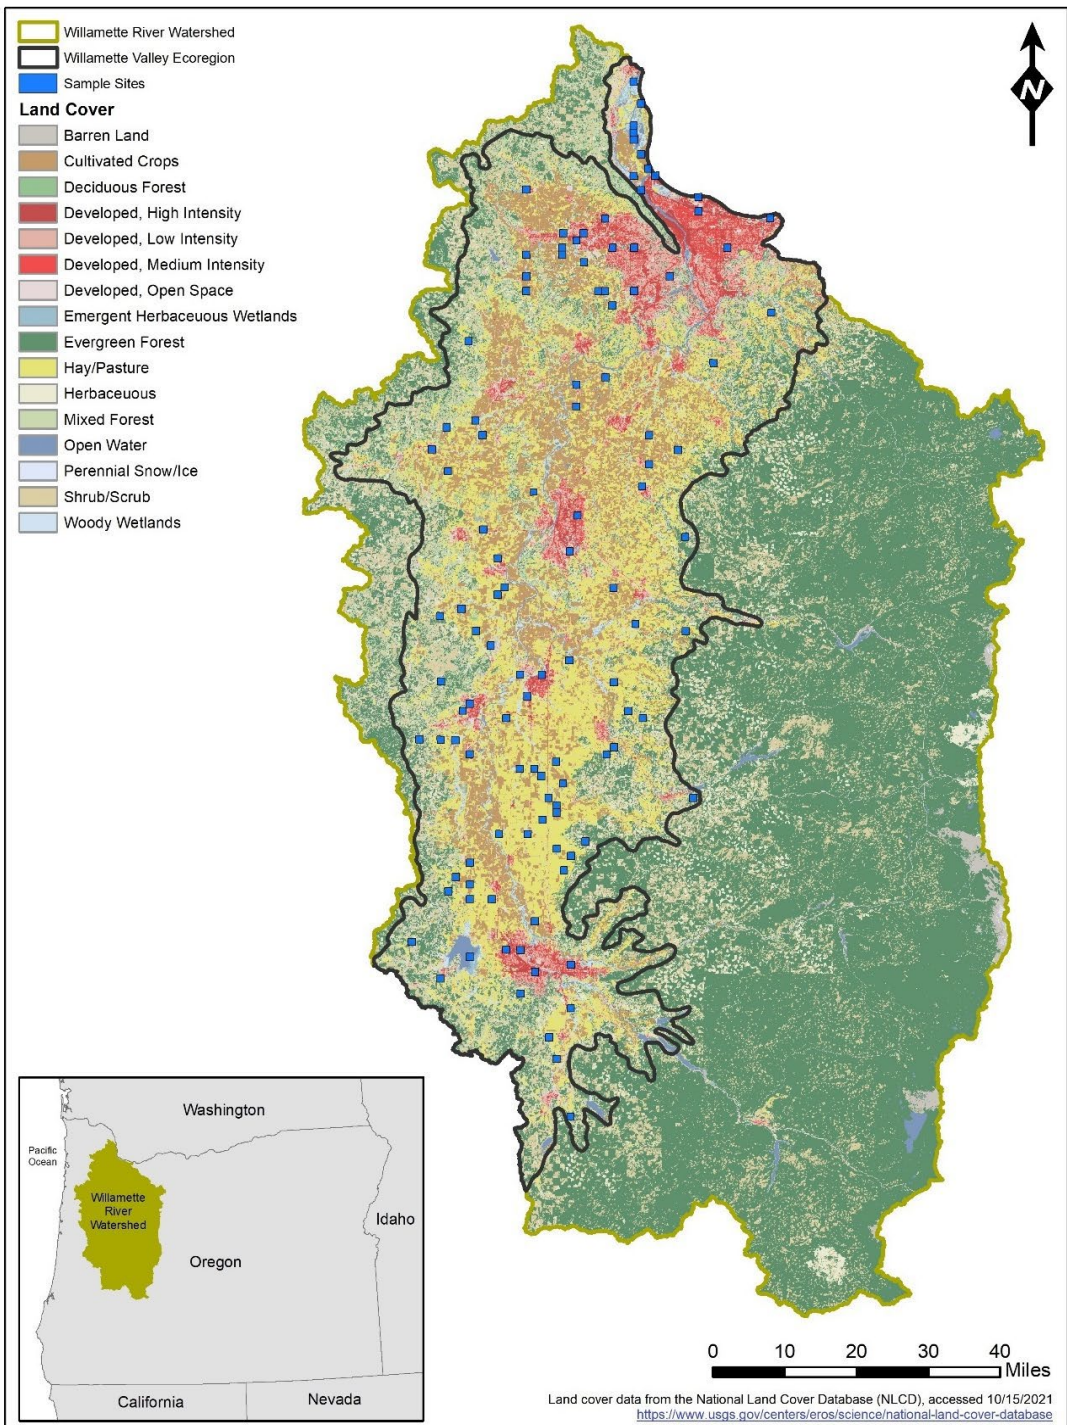 Willamette River Watershed
Willamette Valley Ecoregion
Sample Sites
Land Cover
Barren Land
Cultivated Crops
Deciduous Forest
Developed, High Intensity
Developed, Low Intensity
Developed, Medium Intensity
Developed, Open Space
Emergent Herbaceuous Wetlands
Evergreen Forest
Hay/Pasture
Herbaceuous
Mixed Forest
Open Water
Perennial Snow/Ice
Shrub/Scrub
Woody Wetlands
N
Washington
Pacific
Ocean
Willamette
River
Watershed
Idaho
Oregon
California
Nevada
0 10 20 30 40
Miles
Land cover data from the National Land Cover Database (NLCD), accessed 10/15/2021
https://www.usgs.gov/centers/eros/science/national-land-cover-database